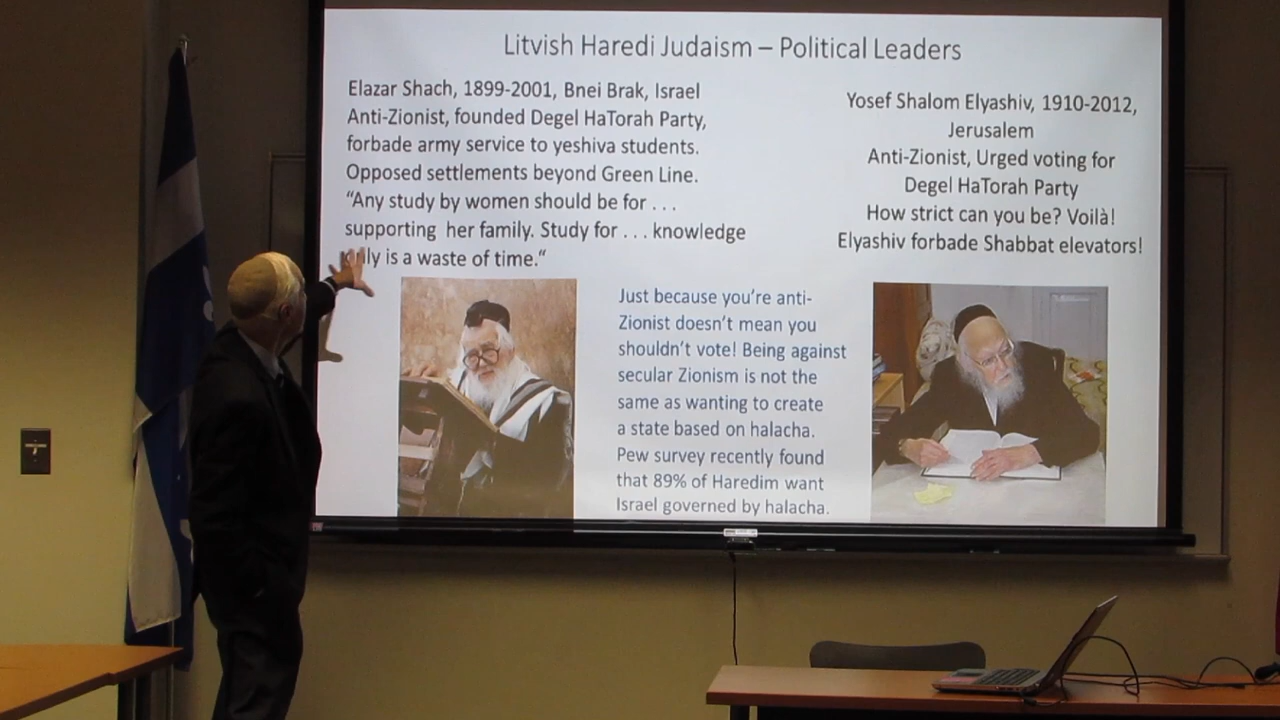 Litvish Haredi Judaism – Political Leaders
Elazar Shach, 1899-2001, Bnei Brak, Israel
Anti-Zionist, founded Degel HaTorah Party,
forbade army service to yeshiva students.
Opposed settlements beyond Green Line.
“Any study by women should be for . . .
supporting her family. Study for . . . knowledge
only is a waste of time.“
Yosef Shalom Elyashiv, 1910-2012,
Jerusalem
Anti-Zionist, Urged voting for
Degel HaTorah Party
How strict can you be? Voilà!
Elyashiv forbade Shabbat elevators!
Just because you’re anti-
Zionist doesn’t mean you
shouldn’t vote! Being against
secular Zionism is not the
same as wanting to create
a state based on halacha.
Pew survey recently found
that 89% of Haredim want
Israel governed by halacha.